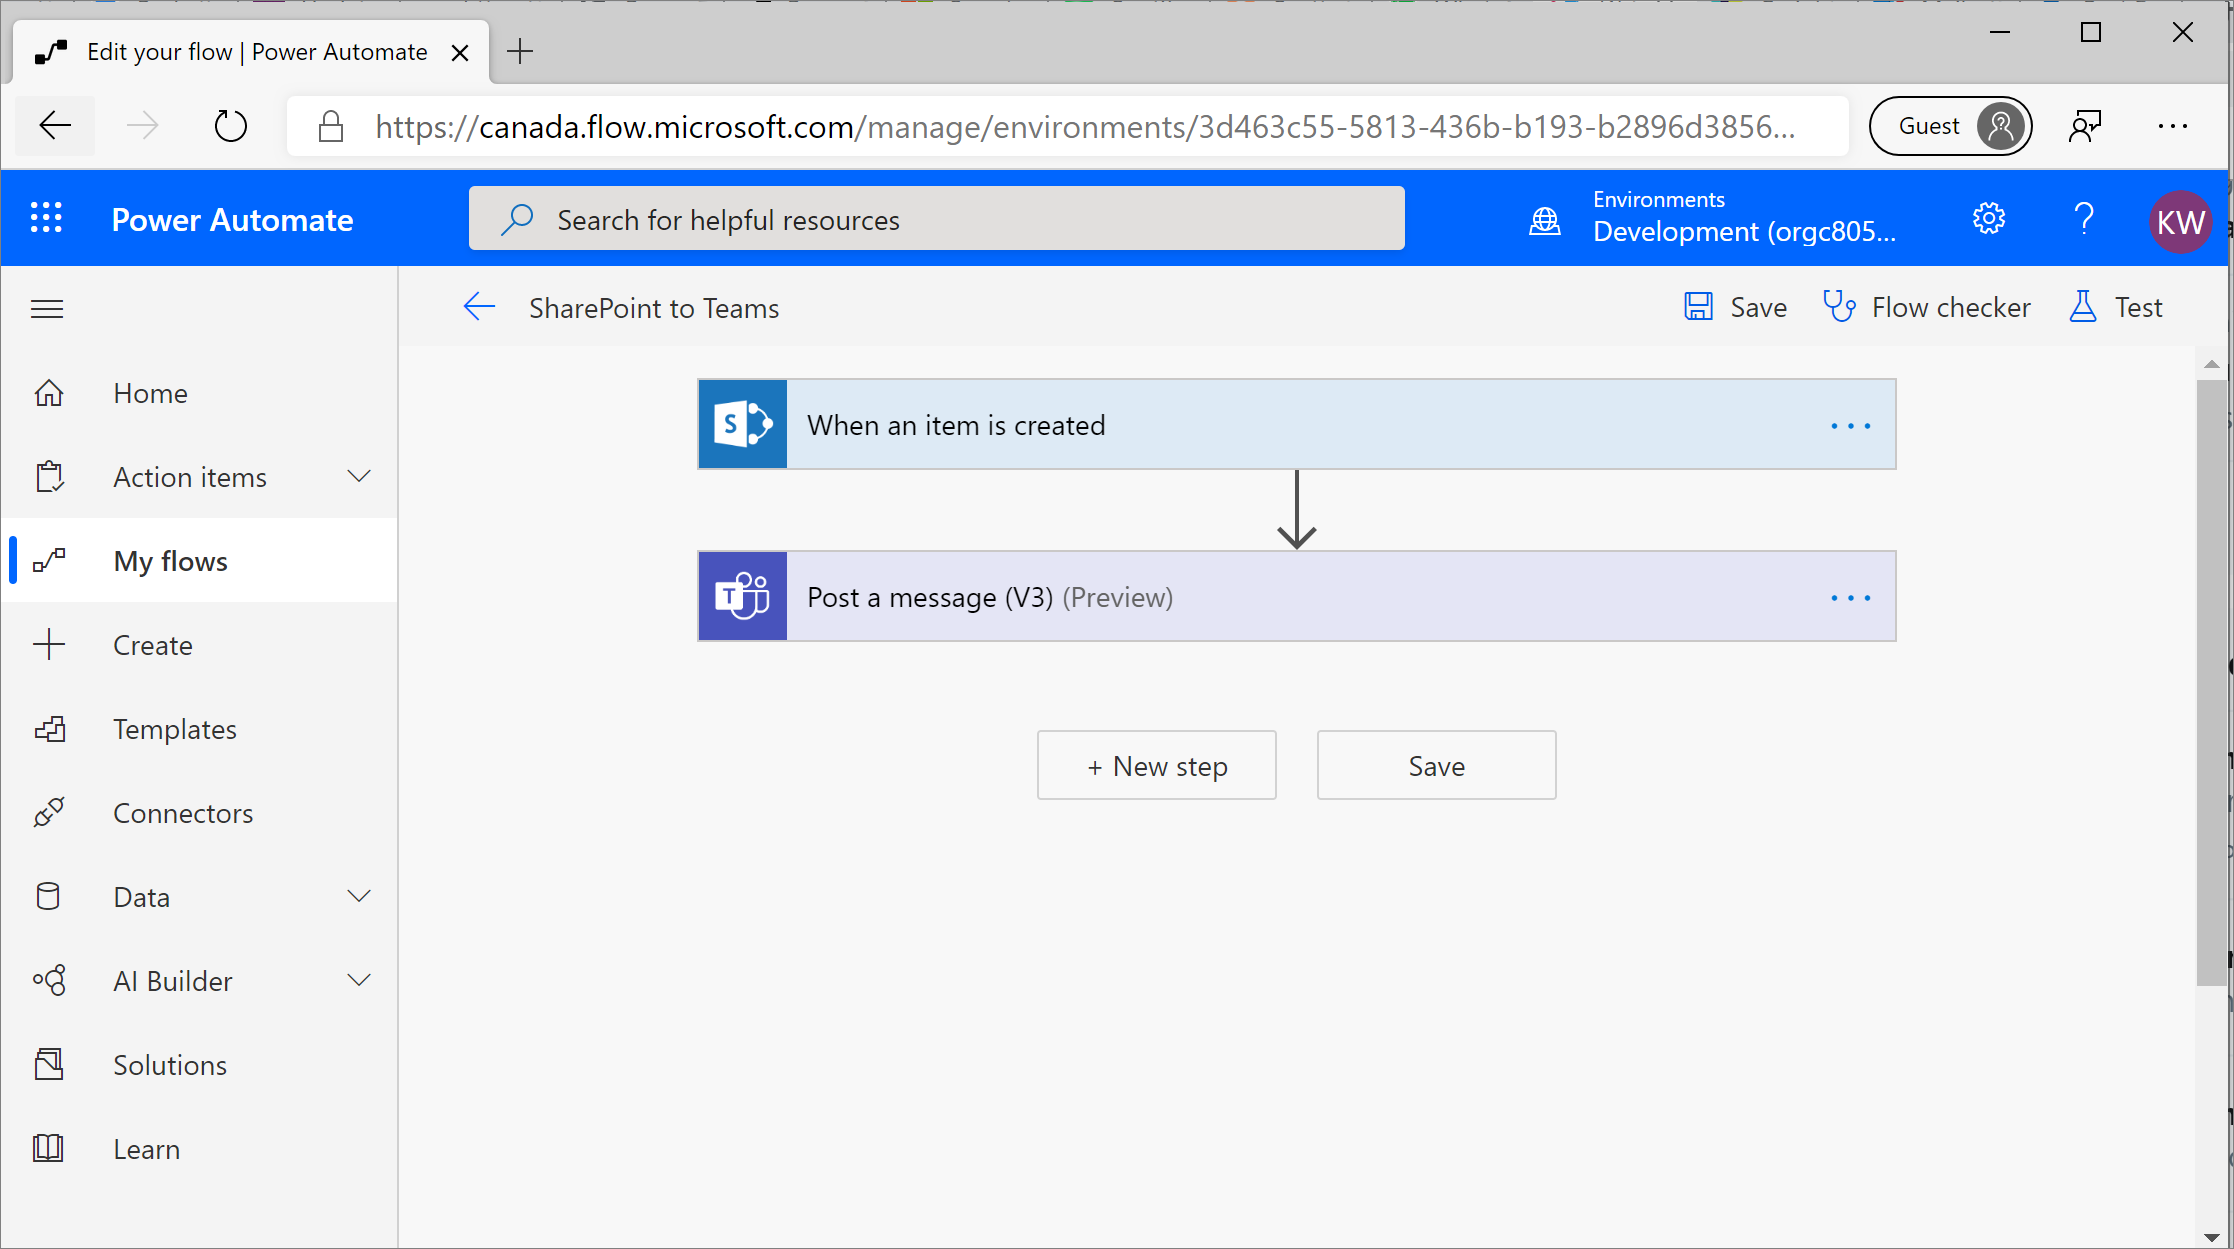 Edit your flow | Power Automate
https://canada.flow.microsoft.com/manage/environments/3d463c55-5813-436b-b193-b2896d3856...
Guest
Power Automate
Search for helpful resources
Environments
Development (orgc805...
KW
SharePoint to Teams
Save
Flow checker
Test
Home
Action items
My flows
Create
Templates
Connectors
Data
AI Builder
Solutions
Learn
S
When an item is created
T
Post a message (V3) (Preview)
+ New step
Save